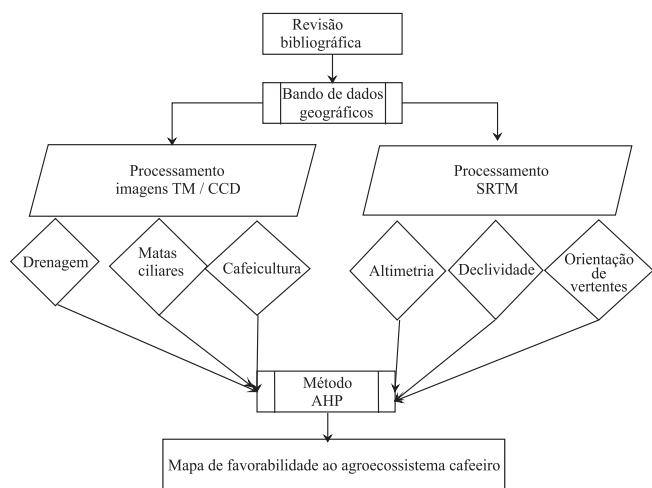 Revisão
bibliográfica
Bando de dados
geográficos
Processamento
imagens TM / CCD
Processamento
SRTM
Drenagem
Matas
ciliares
Cafeicultura
Altimetria
Declividade
Orientação
de
vertentes
Método
AHP
Mapa de favorabilidade ao agroecossistema cafeeiro